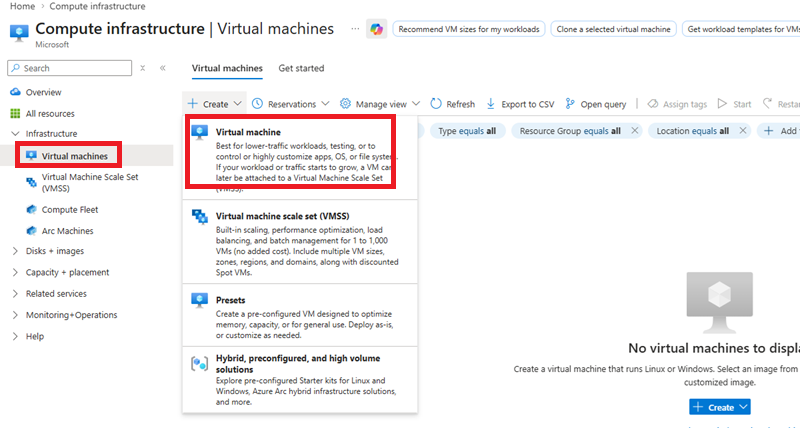 Home > Compute infrastructure
Compute infrastructure | Virtual machines
Microsoft
...
Recommend VM sizes for my workloads
Clone a selected virtual machine
Get workload templates for VMs
Search
Overview
All resources
Infrastructure
Virtual machines
Virtual Machine Scale Set
(VMSS)
Compute Fleet
Arc Machines
Disks + images
Capacity + placement
Related services
Monitoring+Operations
Help
Virtual machines
Get started
Create
Reservations
Manage view
Refresh
Export to CSV
Open query
Assign tags
Start
Restar
Type equals all
Resource Group equals all
Location equals all
Add
Virtual machine
Best for lower-traffic workloads, testing, or to
control or highly customize apps, OS, or file system.
If your workload or traffic starts to grow, a VM can
later be attached to a Virtual Machine Scale Set
(VMSS).
Virtual machine scale set (VMSS)
Built-in scaling, performance optimization, load
balancing, and batch management for 1 to 1,000
VMs (no added cost). Include multiple VM sizes,
zones, regions, and domains, along with discounted
Spot VMs.
Presets
Create a pre-configured VM designed to optimize
memory, capacity, or for general use. Deploy as-is,
or customize as needed.
Hybrid, preconfigured, and high volume
solutions
Explore pre-configured Starter kits for Linux and
Windows, Azure Arc hybrid infrastructure solutions,
and more.
No virtual machines to displa
Create a virtual machine that runs Linux or Windows. Select an image from
customized image.
Create